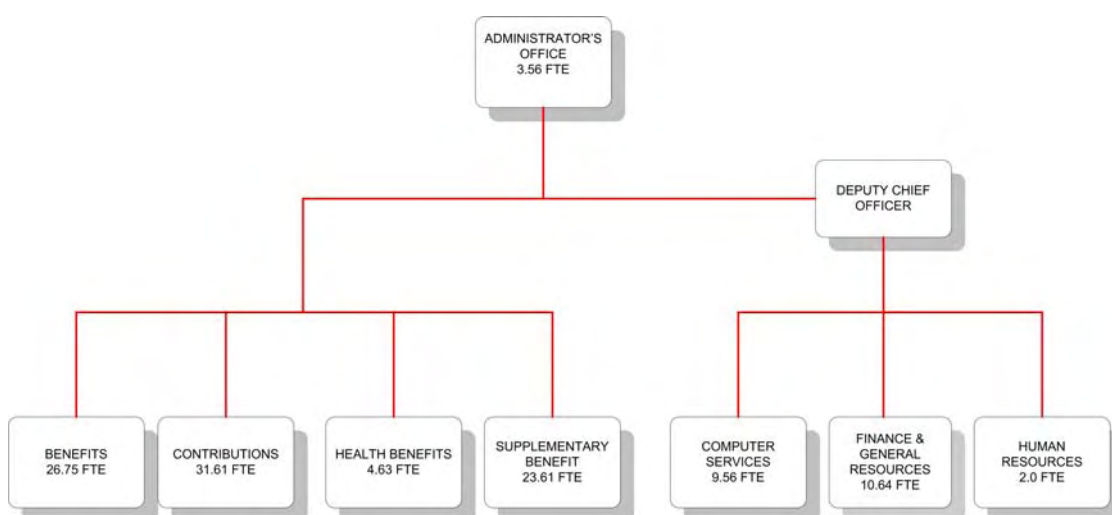 ADMINISTRATOR'S
OFFICE
3.56 FTE
DEPUTY CHIEF
OFFICER
BENEFITS
26.75 FTE
CONTRIBUTIONS
31.61 FTE
HEALTH BENEFITS
4.63 FTE
SUPPLEMENTARY
BENEFIT
23.61 FTE
COMPUTER
SERVICES
9.56 FTE
FINANCE &
GENERAL
RESOURCES
10.64 FTE
HUMAN
RESOURCES
2.0 FTE